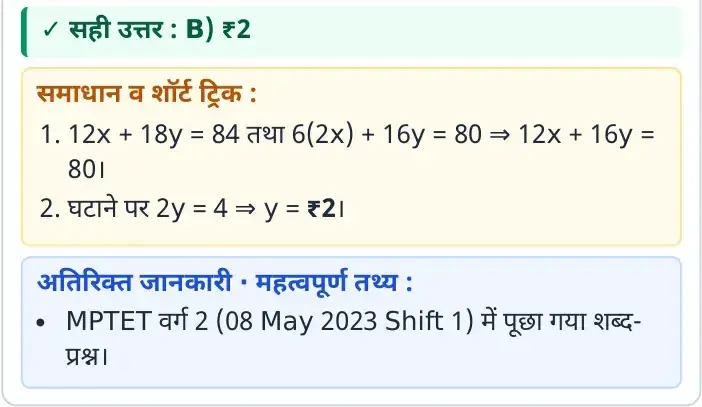 ✓ सही उत्तर : B) ₹2
समाधान व शॉर्ट ट्रिक :
1. 12x + 18y = 84 तथा 6(2x) + 16y = 80 ⇒ 12x + 16y =
80।
2. घटाने पर 2y = 4 ⇒ y = ₹2।
अतिरिक्त जानकारी · महत्वपूर्ण तथ्य :
• MPTET वर्ग 2 (08 May 2023 Shift 1) में पूछा गया शब्द-
प्रश्न।